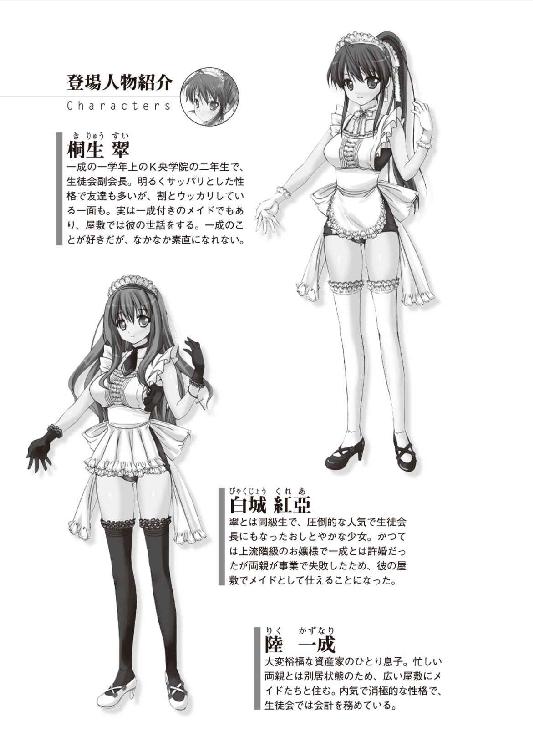 登場人物紹介
Characters
きりゅう すい
桐生 翠
一成の一学年上のK央学院の二年生で、
生徒会副会長。明るくサッパリとした性
格で友達も多いが、割とウッカリしてい
る一面も。実は一成付きのメイドでもあ
り、屋敷では彼の世話をする。一成のこ
とが好きだが、なかなか素直になれない。
びゃくじょう くれあ
白城 紅亞
翠とは同級生で、圧倒的な人気で生徒会
長にもなったおしとやかな少女。かつて
は上流階級のお嬢様で一成とは許婚だっ
たが両親が事業で失敗したため、彼の屋
敷でメイドとして仕えることになった。
りく かずなり
陸 一成
大変裕福な資産家のひとり息子。忙しい
両親とは別居状態のため、広い屋敷にメ
イドたちと住む。内気で消極的な性格で、
生徒会では会計を務めている。